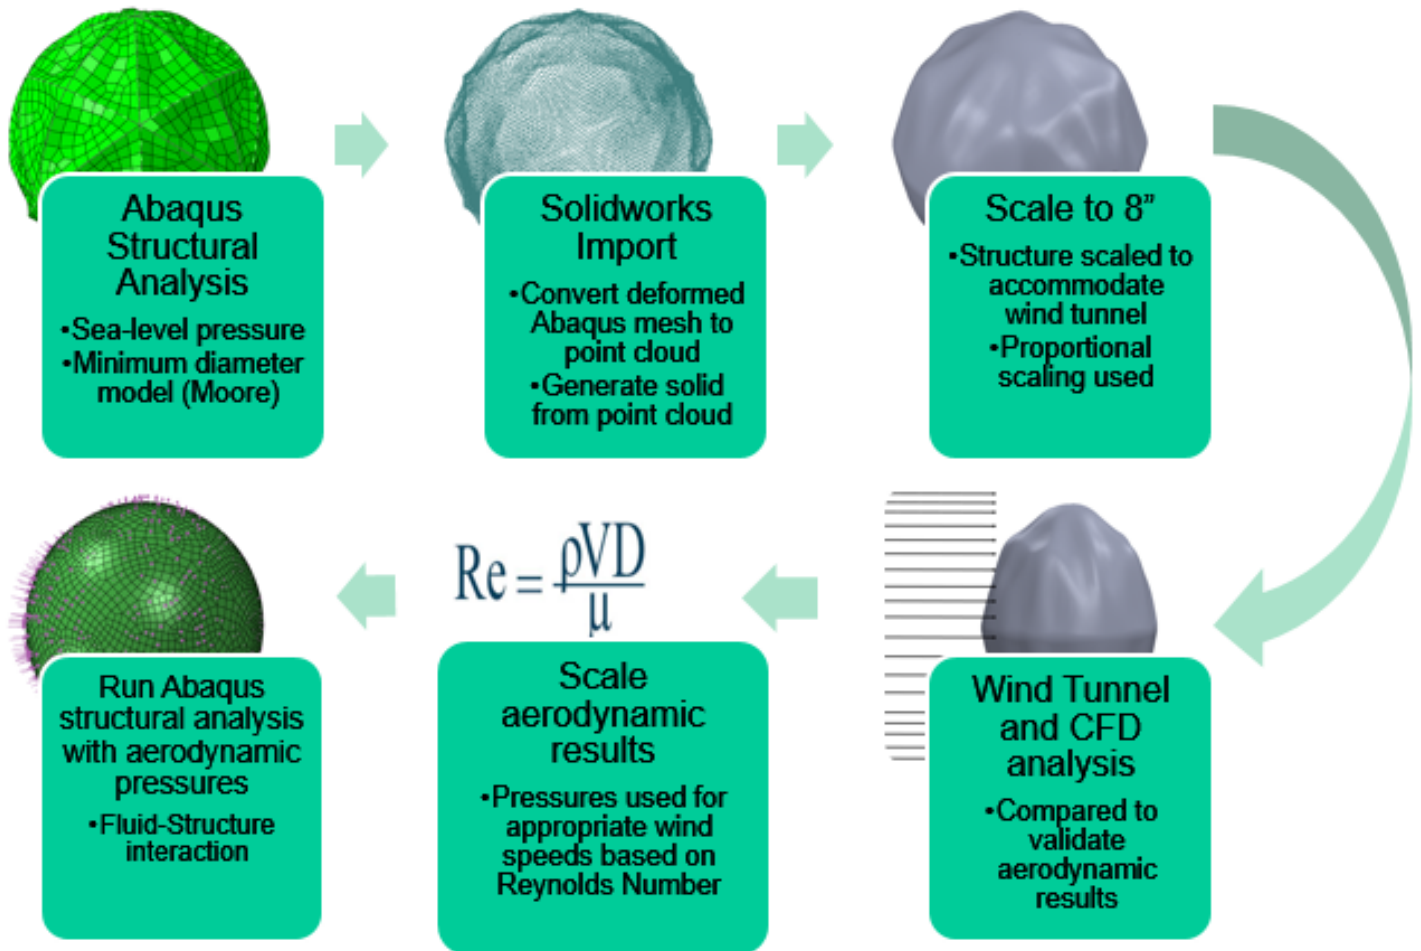 Abaqus
Structural
Analysis
•Sea-level pressure
•Minimum diameter
model (Moore)
Solidworks
Import
•Convert deformed
Abaqus mesh to
point cloud
•Generate solid
from point cloud
Scale to 8”
•Structure scaled to
accommodate
wind tunnel
•Proportional
scaling used
Wind Tunnel
and CFD
analysis
•Compared to
validate
aerodynamic
results
Re = ρVD/μ
Scale
aerodynamic
results
•Pressures used for
appropriate wind
speeds based on
Reynolds Number
Run Abaqus
structural analysis
with aerodynamic
pressures
•Fluid-Structure
interaction